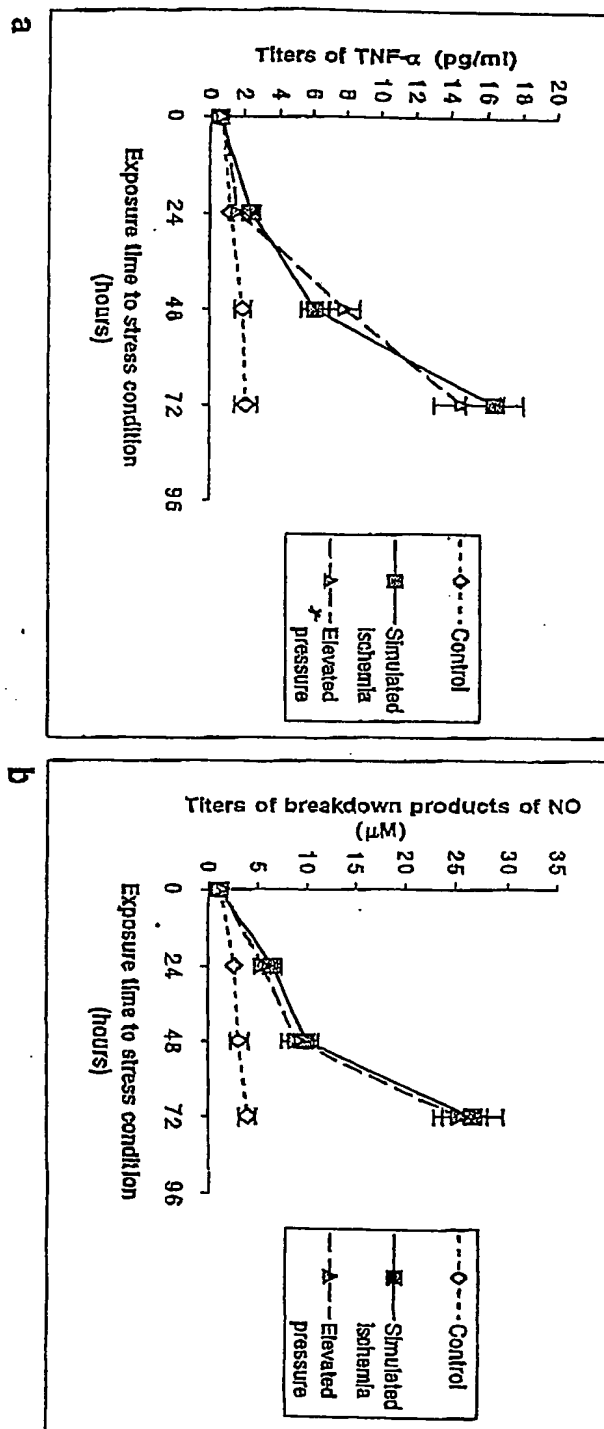 a
Titers of TNF-α (pg/ml)
20
18
16
14
12
10
8
6
4
2
0
0 24 48 72 96
Exposure time to stress condition
(hours)
Control
Simulated
ischemia
Elevated
pressure
b
Titers of breakdown products of NO
(μM)
35
30
25
20
15
10
5
0
0 24 48 72 96
Exposure time to stress condition
(hours)
Control
Simulated
ischemia
Elevated
pressure